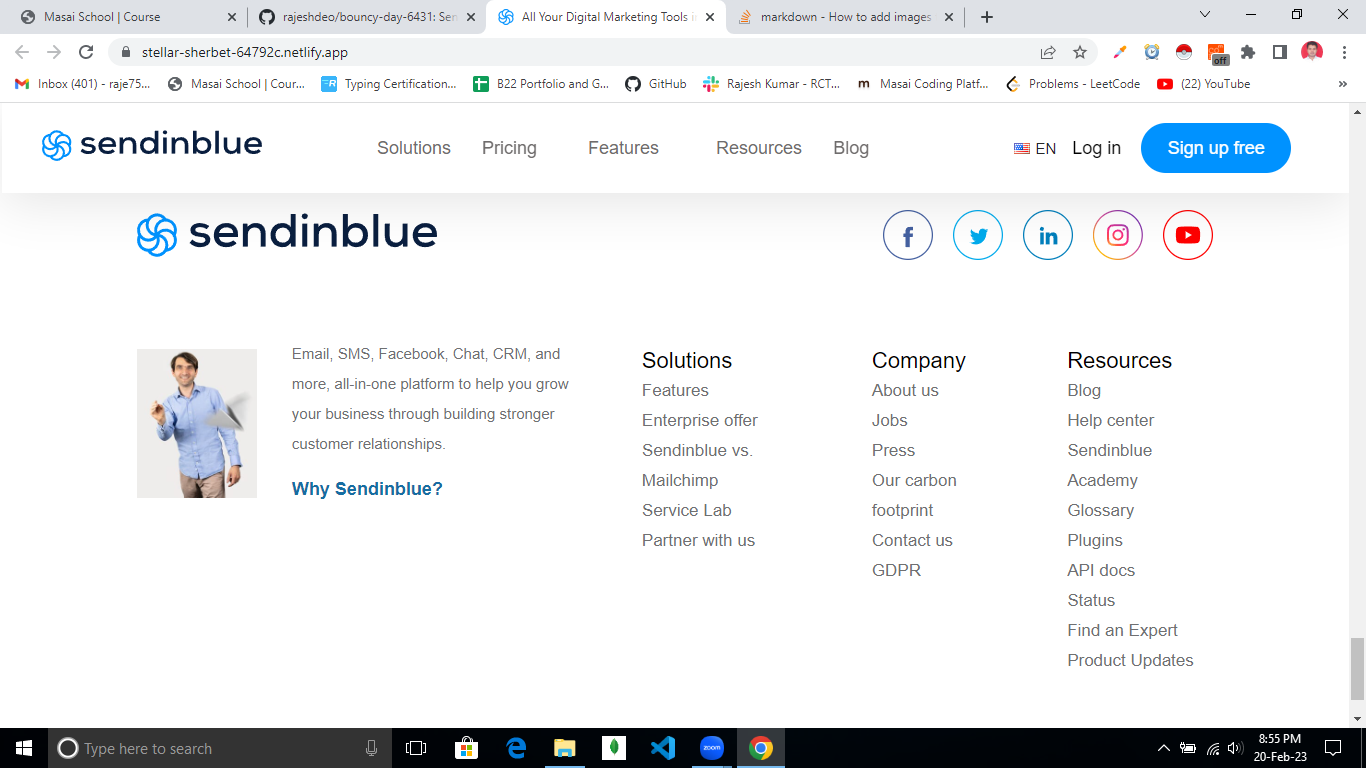 Masai School | Course
rajeshdeo/bouncy-day-6431: Sen
All Your Digital Marketing Tools i
markdown - How to add images
stellar-sherbet-64792c.netlify.app
off
Inbox (401) - raje75...
Masai School | Cour...
Typing Certification...
B22 Portfolio and G...
GitHub
Rajesh Kumar - RCT...
Masai Coding Platf...
Problems - LeetCode
(22) YouTube
»
sendinblue
Solutions
Pricing
Features
Resources
Blog
EN
Log in
Sign up free
sendinblue
Email, SMS, Facebook, Chat, CRM, and
more, all-in-one platform to help you grow
your business through building stronger
customer relationships.
Why Sendinblue?
Solutions
Features
Enterprise offer
Sendinblue vs.
Mailchimp
Service Lab
Partner with us
Company
About us
Jobs
Press
Our carbon
footprint
Contact us
GDPR
Resources
Blog
Help center
Sendinblue
Academy
Glossary
Plugins
API docs
Status
Find an Expert
Product Updates
Type here to search
zoom
8:55 PM
20-Feb-23